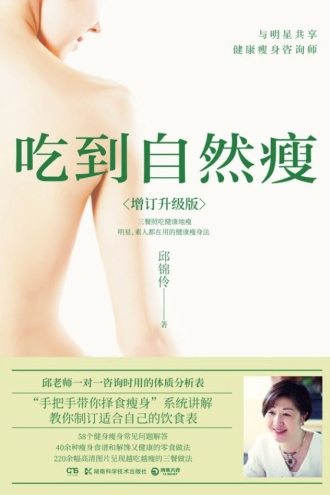 与明星共享
健康瘦身咨询师
吃到自然瘦
〈增订升级版〉
三餐照吃健康地瘦
明星、素人都在用的健康瘦身法
邱锦伶——著
邱老师一对一咨询时用的体质分析表
“手把手带你择食瘦身”系统讲解
教你制订适合自己的饮食表
58个健身瘦身常见问题解答
40余种瘦身食谱和解馋又健康的零食做法
220余幅高清图片呈现越吃越瘦的三餐做法
湖南科学技术出版社
博集天卷